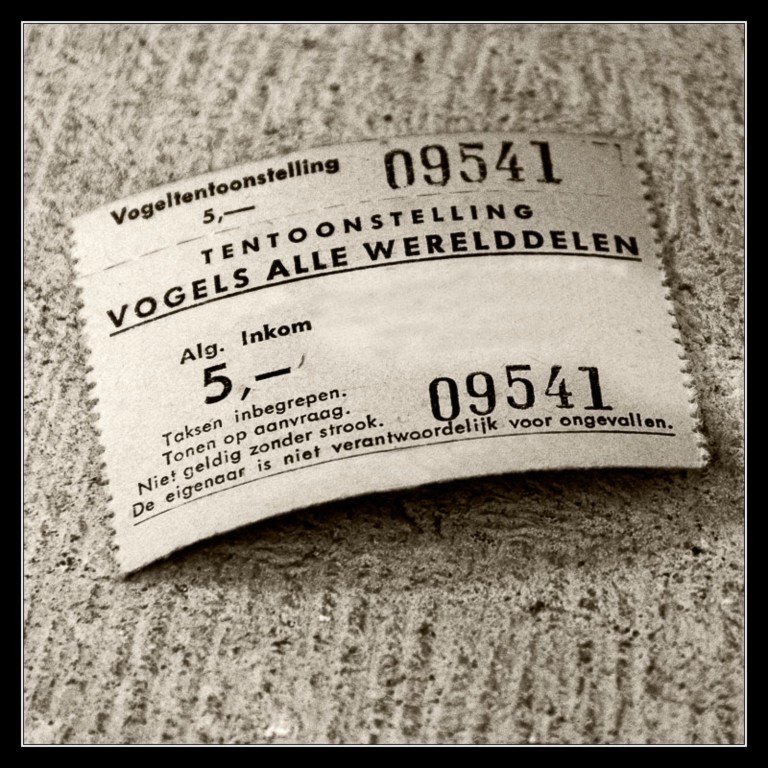 Vogeltentoonstelling 09541
5,—
TENTOONSTELLING
VOGELS ALLE WERELDDELEN
Alg. Inkom
5,— 09541
Taksen inbegrepen.
Tonen op aanvraag.
Niet geldig zonder strook.
De eigenaar is niet verantwoordelijk voor ongevallen.